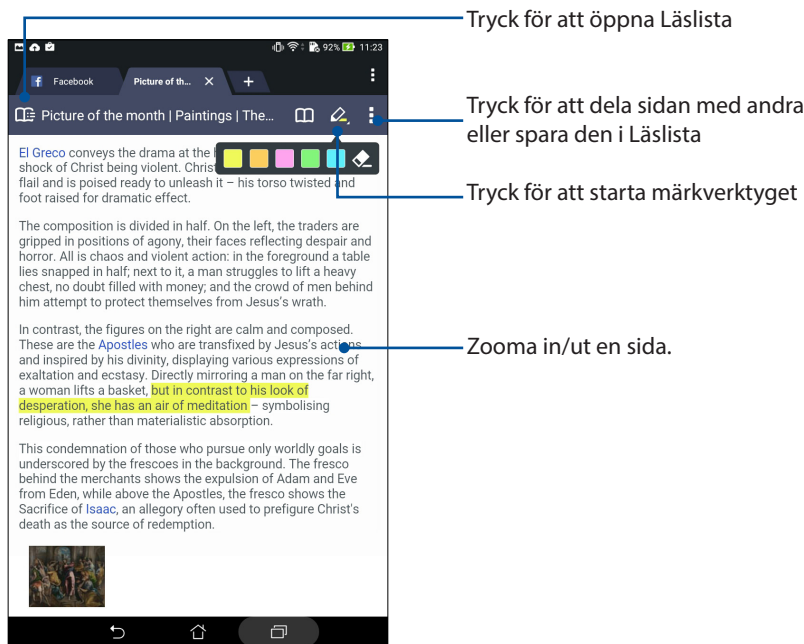 Tryck för att öppna Läslista
92% 11:23
Facebook
Picture of th...
Picture of the month | Paintings | The...
Tryck för att dela sidan med andra
eller spara den i Läslista
Tryck för att starta märkverktyget
El Greco conveys the drama at the
shock of Christ being violent. Christ
flail and is poised ready to unleash it – his torso twisted and
foot raised for dramatic effect.
The composition is divided in half. On the left, the traders are
gripped in positions of agony, their faces reflecting despair and
horror. All is chaos and violent action: in the foreground a table
lies snapped in half; next to it, a man struggles to lift a heavy
chest, no doubt filled with money; and the crowd of men behind
him attempt to protect themselves from Jesus's wrath.
In contrast, the figures on the right are calm and composed.
These are the Apostles who are transfixed by Jesus's actions
and inspired by his divinity, displaying various expressions of
exaltation and ecstasy. Directly mirroring a man on the far right,
a woman lifts a basket, but in contrast to his look of
desperation, she has an air of meditation – symbolising
religious, rather than materialistic absorption.
Zooma in/ut en sida.
This condemnation of those who pursue only worldly goals is
underscored by the frescoes in the background. The fresco
behind the merchants shows the expulsion of Adam and Eve
from Eden, while above the Apostles, the fresco shows the
Sacrifice of Isaac, an allegory often used to prefigure Christ's
death as the source of redemption.